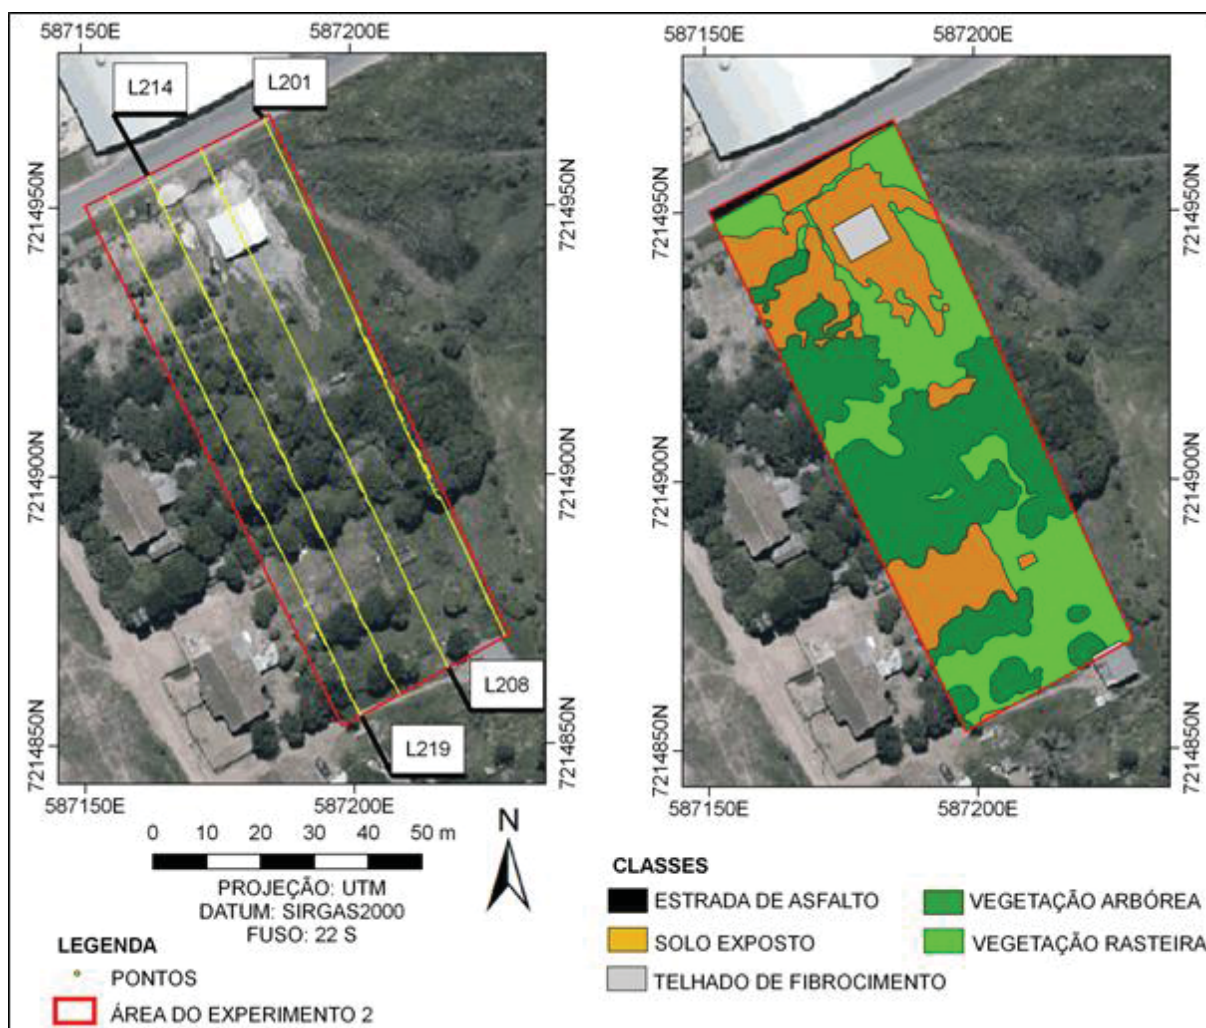 587150E 587200E 587150E 587200E
L214
L201
7214950N 7214950N 7214950N 7214950N
7214900N 7214900N 7214900N 7214900N
L208
L219
7214850N 7214850N 7214850N 7214850N
587150E 587200E 587150E 587200E
0 10 20 30 40 50 m
N
PROJEÇÃO: UTM
DATUM: SIRGAS2000
FUSO: 22 S
LEGENDA
PONTOS
ÁREA DO EXPERIMENTO 2
CLASSES
ESTRADA DE ASFALTO
SOLO EXPOSTO
TELHADO DE FIBROCIMENTO
VEGETAÇÃO ARBÓREA
VEGETAÇÃO RASTEIRA